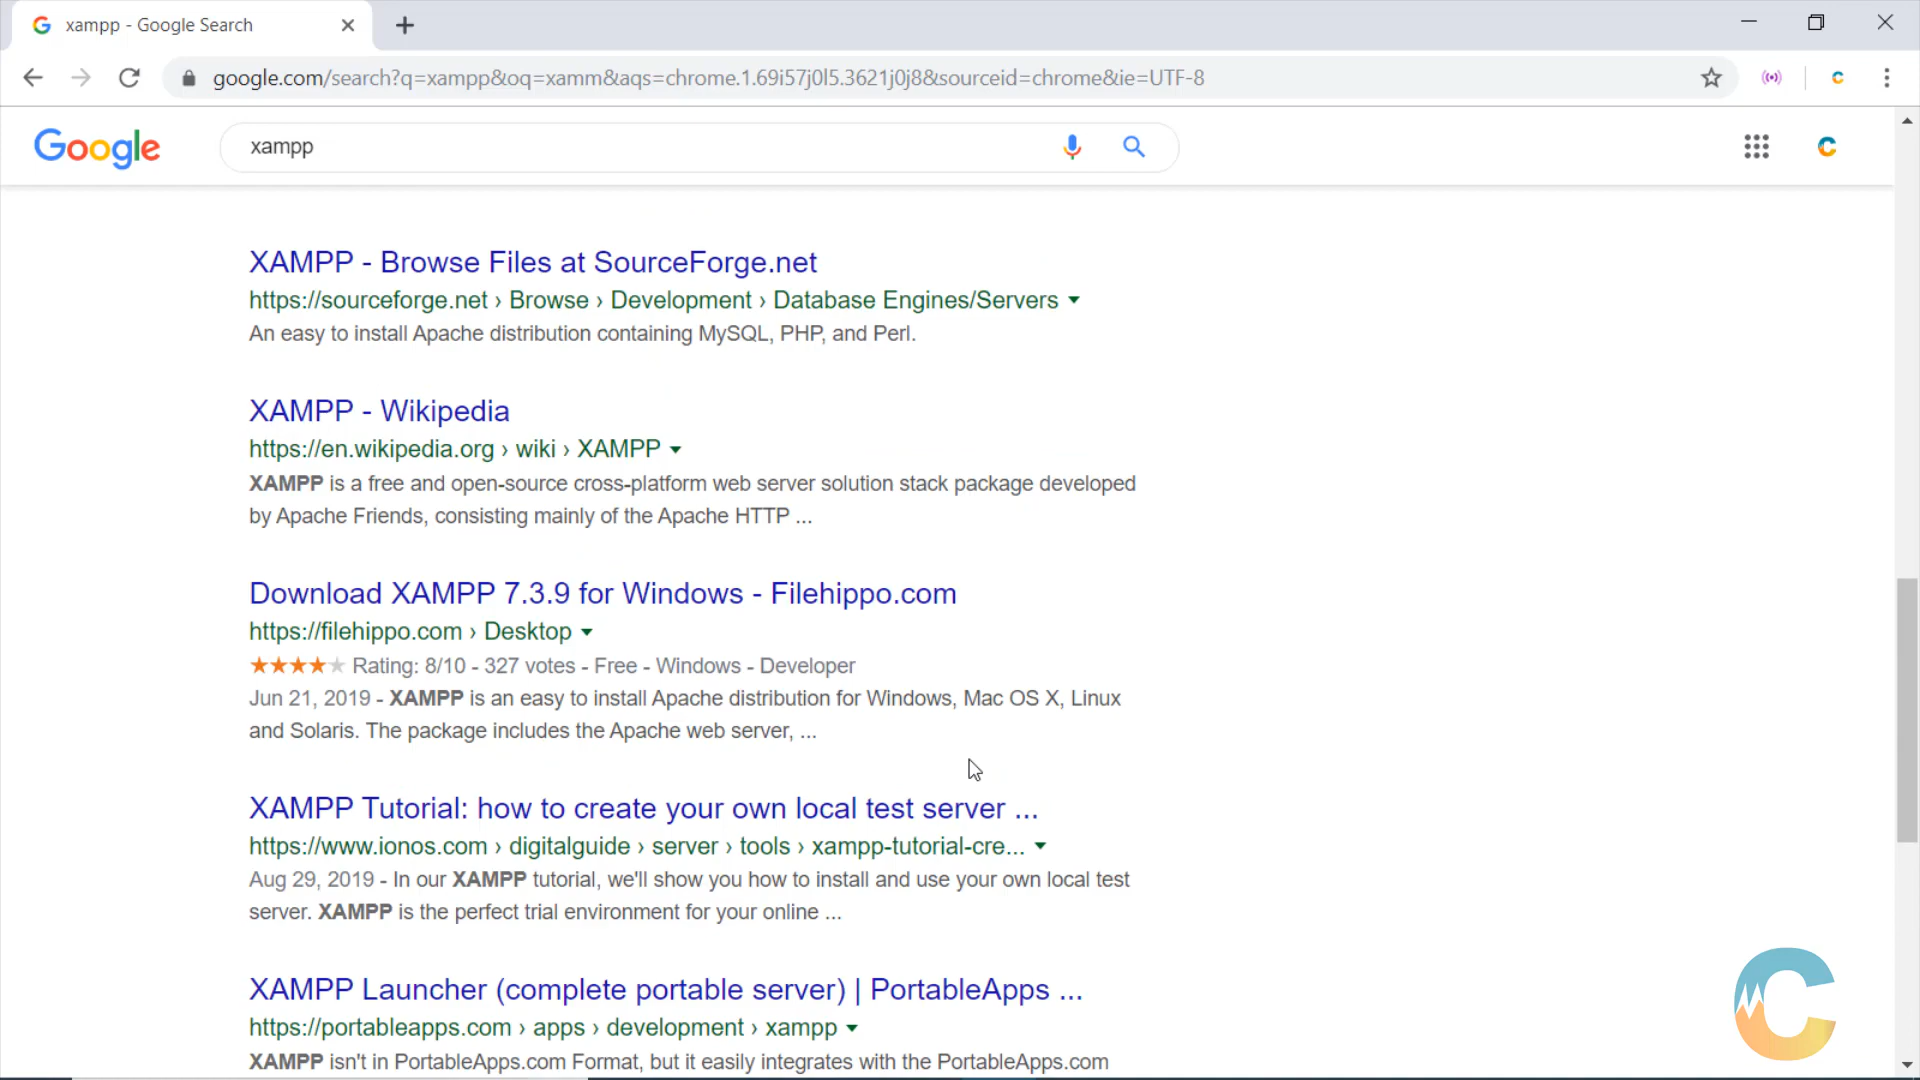 xampp - Google Search
google.com/search?q=xampp&oq=xamm&aqs=chrome.1.69i57j0l5.3621j0j8&sourceid=chrome&ie=UTF-8
Google
xampp
XAMPP - Browse Files at SourceForge.net
https://sourceforge.net › Browse › Development › Database Engines/Servers
An easy to install Apache distribution containing MySQL, PHP, and Perl.
XAMPP - Wikipedia
https://en.wikipedia.org › wiki › XAMPP
XAMPP is a free and open-source cross-platform web server solution stack package developed
by Apache Friends, consisting mainly of the Apache HTTP ...
Download XAMPP 7.3.9 for Windows - Filehippo.com
https://filehippo.com › Desktop
Rating: 8/10 - 327 votes - Free - Windows - Developer
Jun 21, 2019 - XAMPP is an easy to install Apache distribution for Windows, Mac OS X, Linux
and Solaris. The package includes the Apache web server, ...
XAMPP Tutorial: how to create your own local test server ...
https://www.ionos.com › digitalguide › server › tools › xampp-tutorial-cre...
Aug 29, 2019 - In our XAMPP tutorial, we'll show you how to install and use your own local test
server. XAMPP is the perfect trial environment for your online ...
XAMPP Launcher (complete portable server) | PortableApps ...
https://portableapps.com › apps › development › xampp
XAMPP isn't in PortableApps.com Format, but it easily integrates with the PortableApps.com